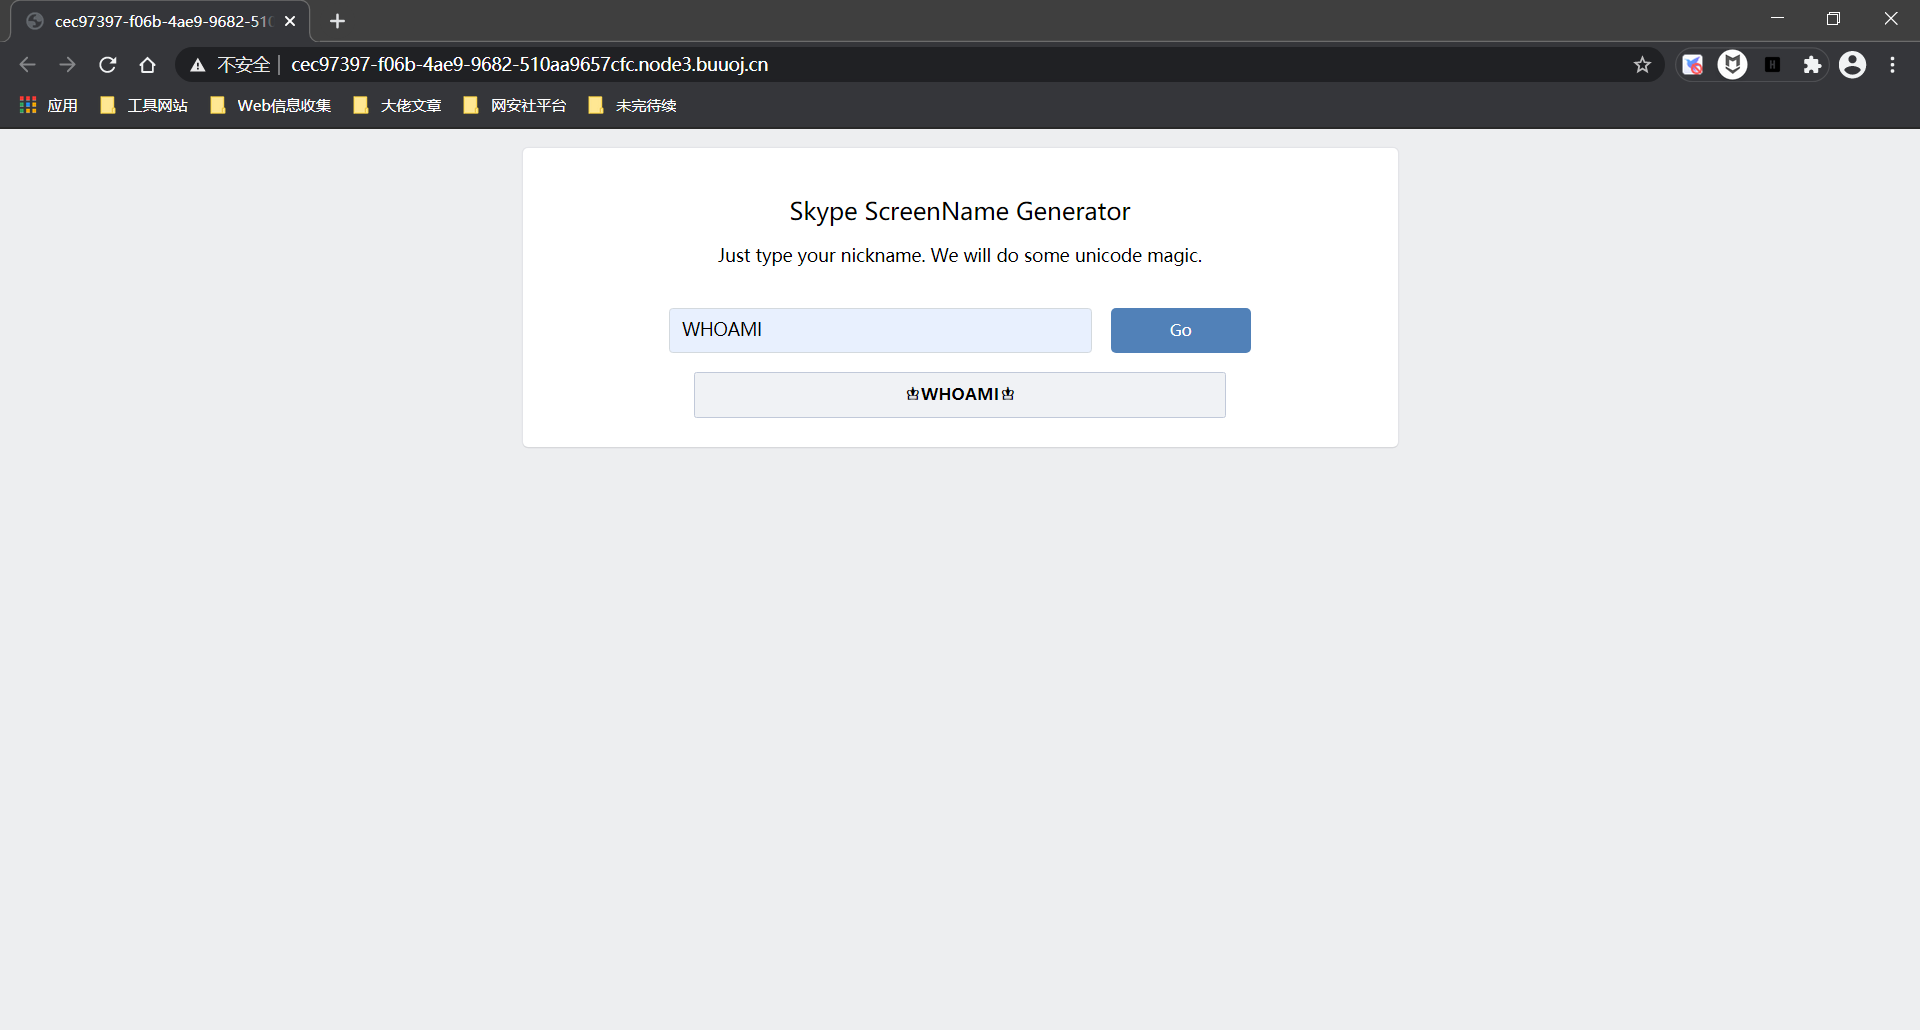 cec97397-f06b-4ae9-9682-510
不安全 | cec97397-f06b-4ae9-9682-510aa9657cfc.node3.buuoj.cn
应用 工具网站 Web信息收集 大佬文章 网安社平台 未完待续
Skype ScreenName Generator
Just type your nickname. We will do some unicode magic.
WHOAMI Go
♔WHOAMI♔